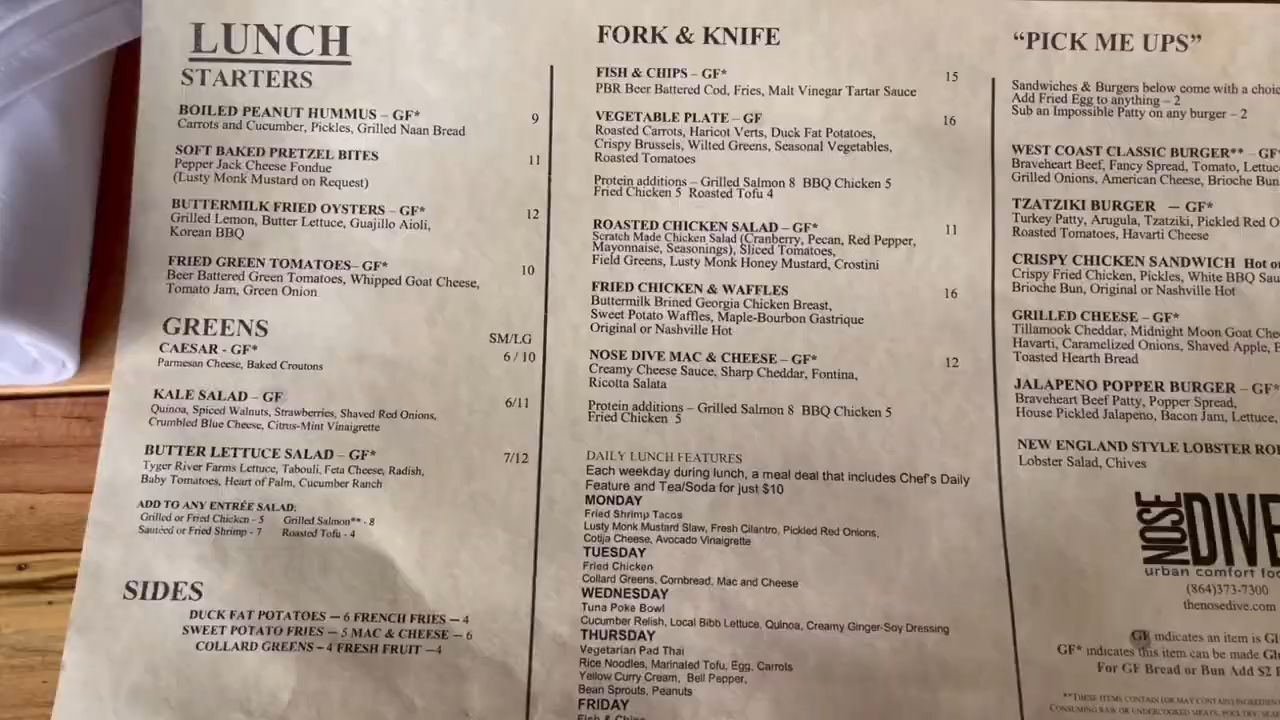 LUNCH
STARTERS
BOILED PEANUT HUMMUS – GF* 9
Carrots and Cucumber, Pickles, Grilled Naan Bread
SOFT BAKED PRETZEL BITES 11
Pepper Jack Cheese Fondue
(Lusty Monk Mustard on Request)
BUTTERMILK FRIED OYSTERS – GF* 12
Grilled Lemon, Butter Lettuce, Guajillo Aioli,
Korean BBQ
FRIED GREEN TOMATOES– GF* 10
Beer Battered Green Tomatoes, Whipped Goat Cheese,
Tomato Jam, Green Onion
GREENS SM/LG
CAESAR - GF* 6 / 10
Parmesan Cheese, Baked Croutons
KALE SALAD – GF 6/11
Quinoa, Spiced Walnuts, Strawberries, Shaved Red Onions,
Crumbled Blue Cheese, Citrus-Mint Vinaigrette
BUTTER LETTUCE SALAD – GF* 7/12
Tyger River Farms Lettuce, Tabouli, Feta Cheese, Radish,
Baby Tomatoes, Heart of Palm, Cucumber Ranch
ADD TO ANY ENTRÉE SALAD:
Grilled or Fried Chicken - 5 Grilled Salmon** - 8
Sautéed or Fried Shrimp - 7 Roasted Tofu - 4
SIDES
DUCK FAT POTATOES — 6 FRENCH FRIES — 4
SWEET POTATO FRIES — 5 MAC & CHEESE — 6
COLLARD GREENS – 4 FRESH FRUIT —4
FORK & KNIFE
FISH & CHIPS – GF* 15
PBR Beer Battered Cod, Fries, Malt Vinegar Tartar Sauce
VEGETABLE PLATE – GF 16
Roasted Carrots, Haricot Verts, Duck Fat Potatoes,
Crispy Brussels, Wilted Greens, Seasonal Vegetables,
Roasted Tomatoes
Protein additions – Grilled Salmon 8 BBQ Chicken 5
Fried Chicken 5 Roasted Tofu 4
ROASTED CHICKEN SALAD – GF* 11
Scratch Made Chicken Salad (Cranberry, Pecan, Red Pepper,
Mayonnaise, Seasonings), Sliced Tomatoes,
Field Greens, Lusty Monk Honey Mustard, Crostini
FRIED CHICKEN & WAFFLES 16
Buttermilk Brined Georgia Chicken Breast,
Sweet Potato Waffles, Maple-Bourbon Gastrique
Original or Nashville Hot
NOSE DIVE MAC & CHEESE – GF* 12
Creamy Cheese Sauce, Sharp Cheddar, Fontina,
Ricotta Salata
Protein additions – Grilled Salmon 8 BBQ Chicken 5
Fried Chicken 5
DAILY LUNCH FEATURES
Each weekday during lunch, a meal deal that includes Chef's Daily
Feature and Tea/Soda for just $10
MONDAY
Fried Shrimp Tacos
Lusty Monk Mustard Slaw, Fresh Cilantro, Pickled Red Onions,
Cotija Cheese, Avocado Vinaigrette
TUESDAY
Fried Chicken
Collard Greens, Cornbread, Mac and Cheese
WEDNESDAY
Tuna Poke Bowl
Cucumber Relish, Local Bibb Lettuce, Quinoa, Creamy Ginger-Soy Dressing
THURSDAY
Vegetarian Pad Thai
Rice Noodles, Marinated Tofu, Egg, Carrots
Yellow Curry Cream, Bell Pepper,
Bean Sprouts, Peanuts
FRIDAY
Fish & Chips
“PICK ME UPS”
Sandwiches & Burgers below come with a choic
Add Fried Egg to anything – 2
Sub an Impossible Patty on any burger – 2
WEST COAST CLASSIC BURGER** – GF*
Braveheart Beef, Fancy Spread, Tomato, Lettuc
Grilled Onions, American Cheese, Brioche Bun
TZATZIKI BURGER — GF*
Turkey Patty, Arugula, Tzatziki, Pickled Red O
Roasted Tomatoes, Havarti Cheese
CRISPY CHICKEN SANDWICH Hot o
Crispy Fried Chicken, Pickles, White BBQ Sau
Brioche Bun, Original or Nashville Hot
GRILLED CHEESE – GF*
Tillamook Cheddar, Midnight Moon Goat Chee
Havarti, Caramelized Onions, Shaved Apple,
Toasted Hearth Bread
JALAPENO POPPER BURGER – GF*
Braveheart Beef Patty, Popper Spread,
House Pickled Jalapeno, Bacon Jam, Lettuce,
NEW ENGLAND STYLE LOBSTER ROL
Lobster Salad, Chives
NOSE DIVE
urban comfort foo
(864)373-7300
thenosedive.com
GF indicates an item is Gl
GF* indicates this item can be made Glu
For GF Bread or Bun Add $2
**THESE ITEMS CONTAIN (OR MAY CONTAIN) INGREDIEN
CONSUMING RAW OR UNDERCOOKED MEATS, POULTRY, SEAF